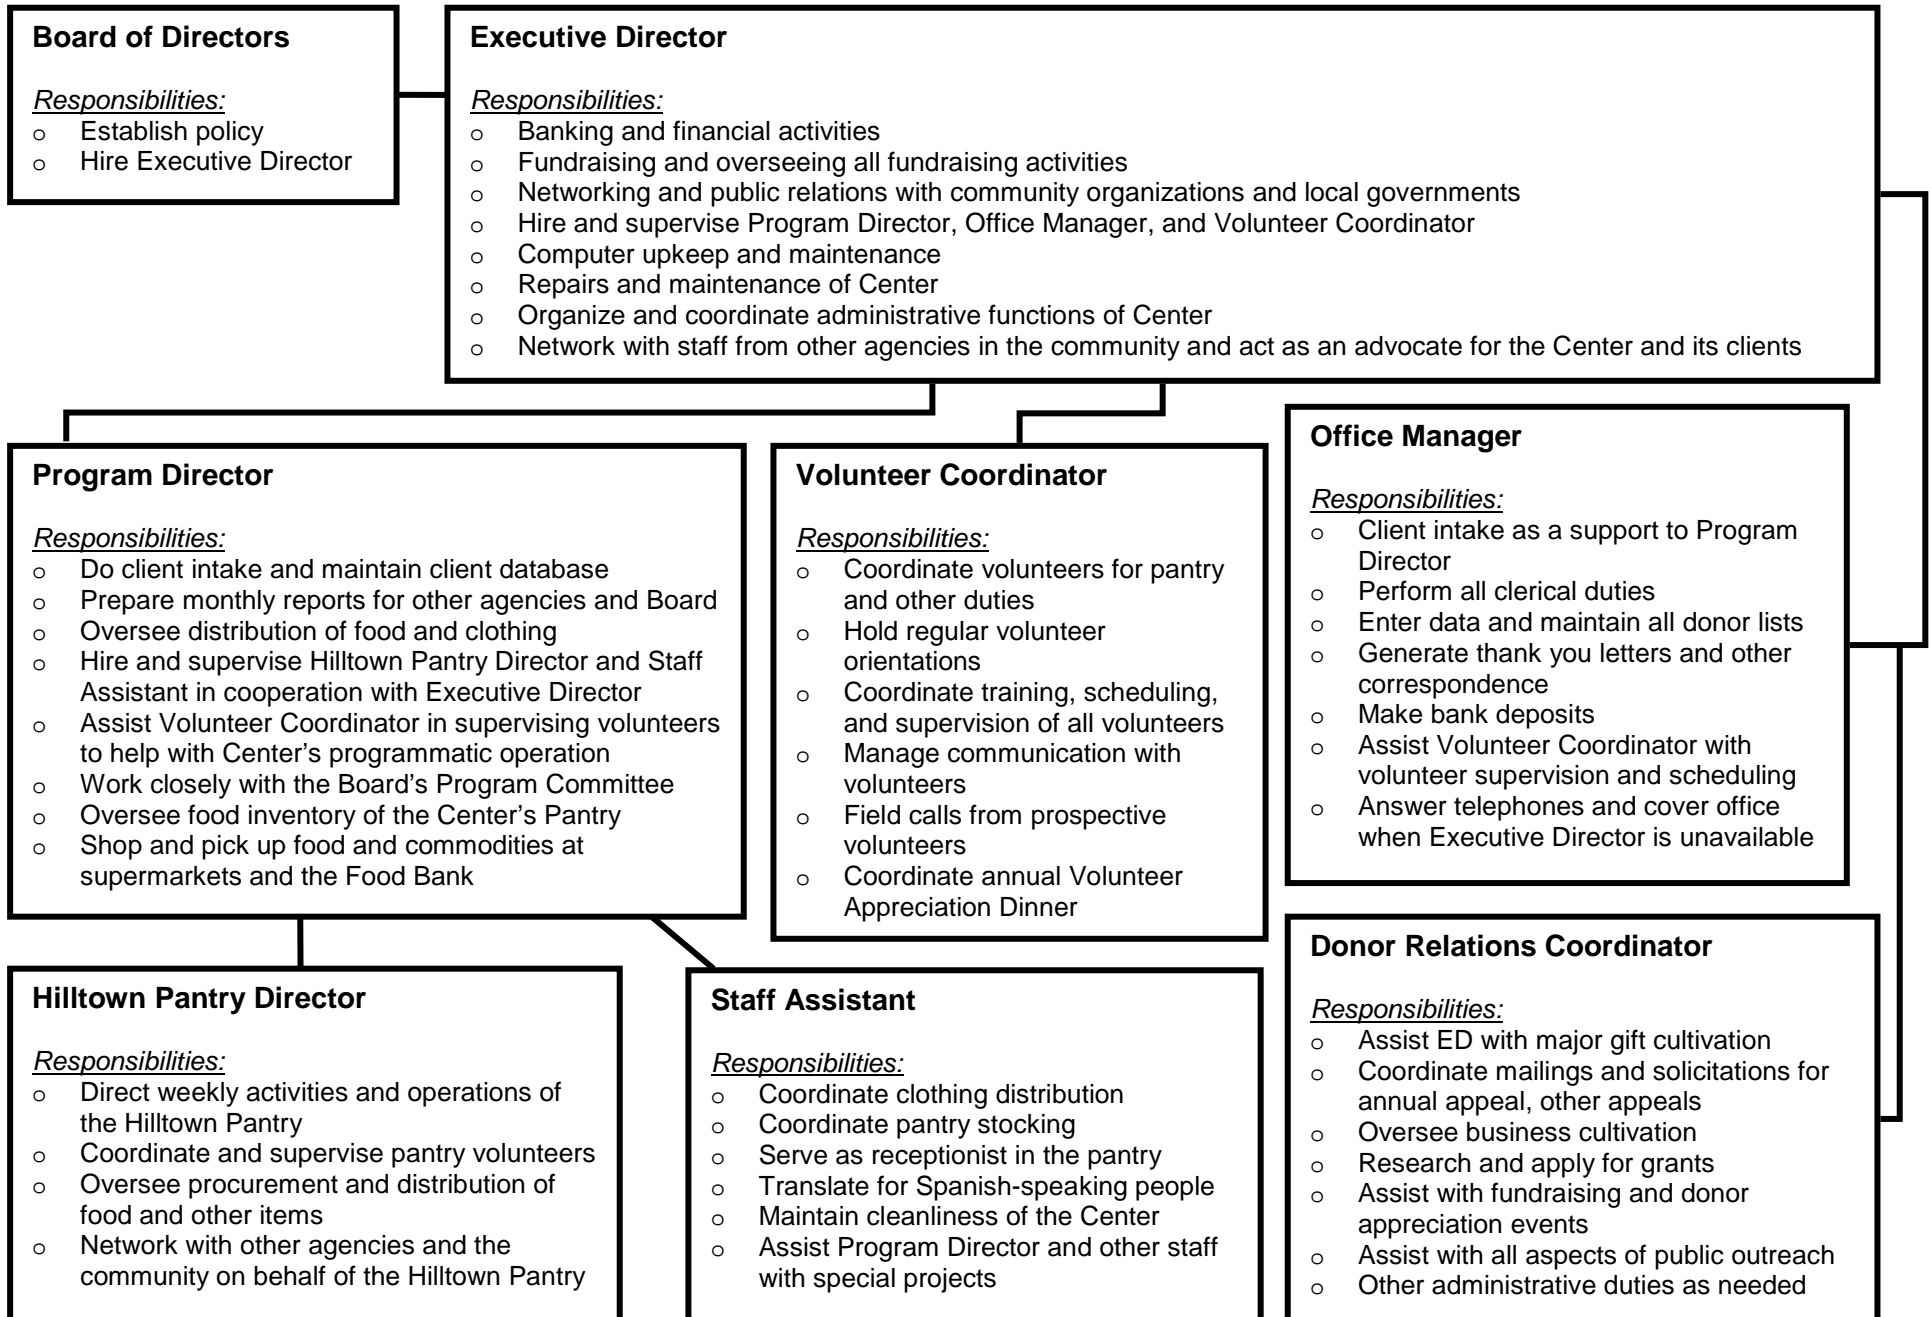 Board of Directors
Responsibilities:
o Establish policy
o Hire Executive Director
Executive Director
Responsibilities:
o Banking and financial activities
o Fundraising and overseeing all fundraising activities
o Networking and public relations with community organizations and local governments
o Hire and supervise Program Director, Office Manager, and Volunteer Coordinator
o Computer upkeep and maintenance
o Repairs and maintenance of Center
o Organize and coordinate administrative functions of Center
o Network with staff from other agencies in the community and act as an advocate for the Center and its clients
Program Director
Responsibilities:
o Do client intake and maintain client database
o Prepare monthly reports for other agencies and Board
o Oversee distribution of food and clothing
o Hire and supervise Hilltown Pantry Director and Staff
Assistant in cooperation with Executive Director
o Assist Volunteer Coordinator in supervising volunteers
to help with Center's programmatic operation
o Work closely with the Board's Program Committee
o Oversee food inventory of the Center's Pantry
o Shop and pick up food and commodities at
supermarkets and the Food Bank
Volunteer Coordinator
Responsibilities:
o Coordinate volunteers for pantry
and other duties
o Hold regular volunteer
orientations
o Coordinate training, scheduling,
and supervision of all volunteers
o Manage communication with
volunteers
o Field calls from prospective
volunteers
o Coordinate annual Volunteer
Appreciation Dinner
Office Manager
Responsibilities:
o Client intake as a support to Program
Director
o Perform all clerical duties
o Enter data and maintain all donor lists
o Generate thank you letters and other
correspondence
o Make bank deposits
o Assist Volunteer Coordinator with
volunteer supervision and scheduling
o Answer telephones and cover office
when Executive Director is unavailable
Hilltown Pantry Director
Responsibilities:
o Direct weekly activities and operations of
the Hilltown Pantry
o Coordinate and supervise pantry volunteers
o Oversee procurement and distribution of
food and other items
o Network with other agencies and the
community on behalf of the Hilltown Pantry
Staff Assistant
Responsibilities:
o Coordinate clothing distribution
o Coordinate pantry stocking
o Serve as receptionist in the pantry
o Translate for Spanish-speaking people
o Maintain cleanliness of the Center
o Assist Program Director and other staff
with special projects
Donor Relations Coordinator
Responsibilities:
o Assist ED with major gift cultivation
o Coordinate mailings and solicitations for
annual appeal, other appeals
o Oversee business cultivation
o Research and apply for grants
o Assist with fundraising and donor
appreciation events
o Assist with all aspects of public outreach
o Other administrative duties as needed